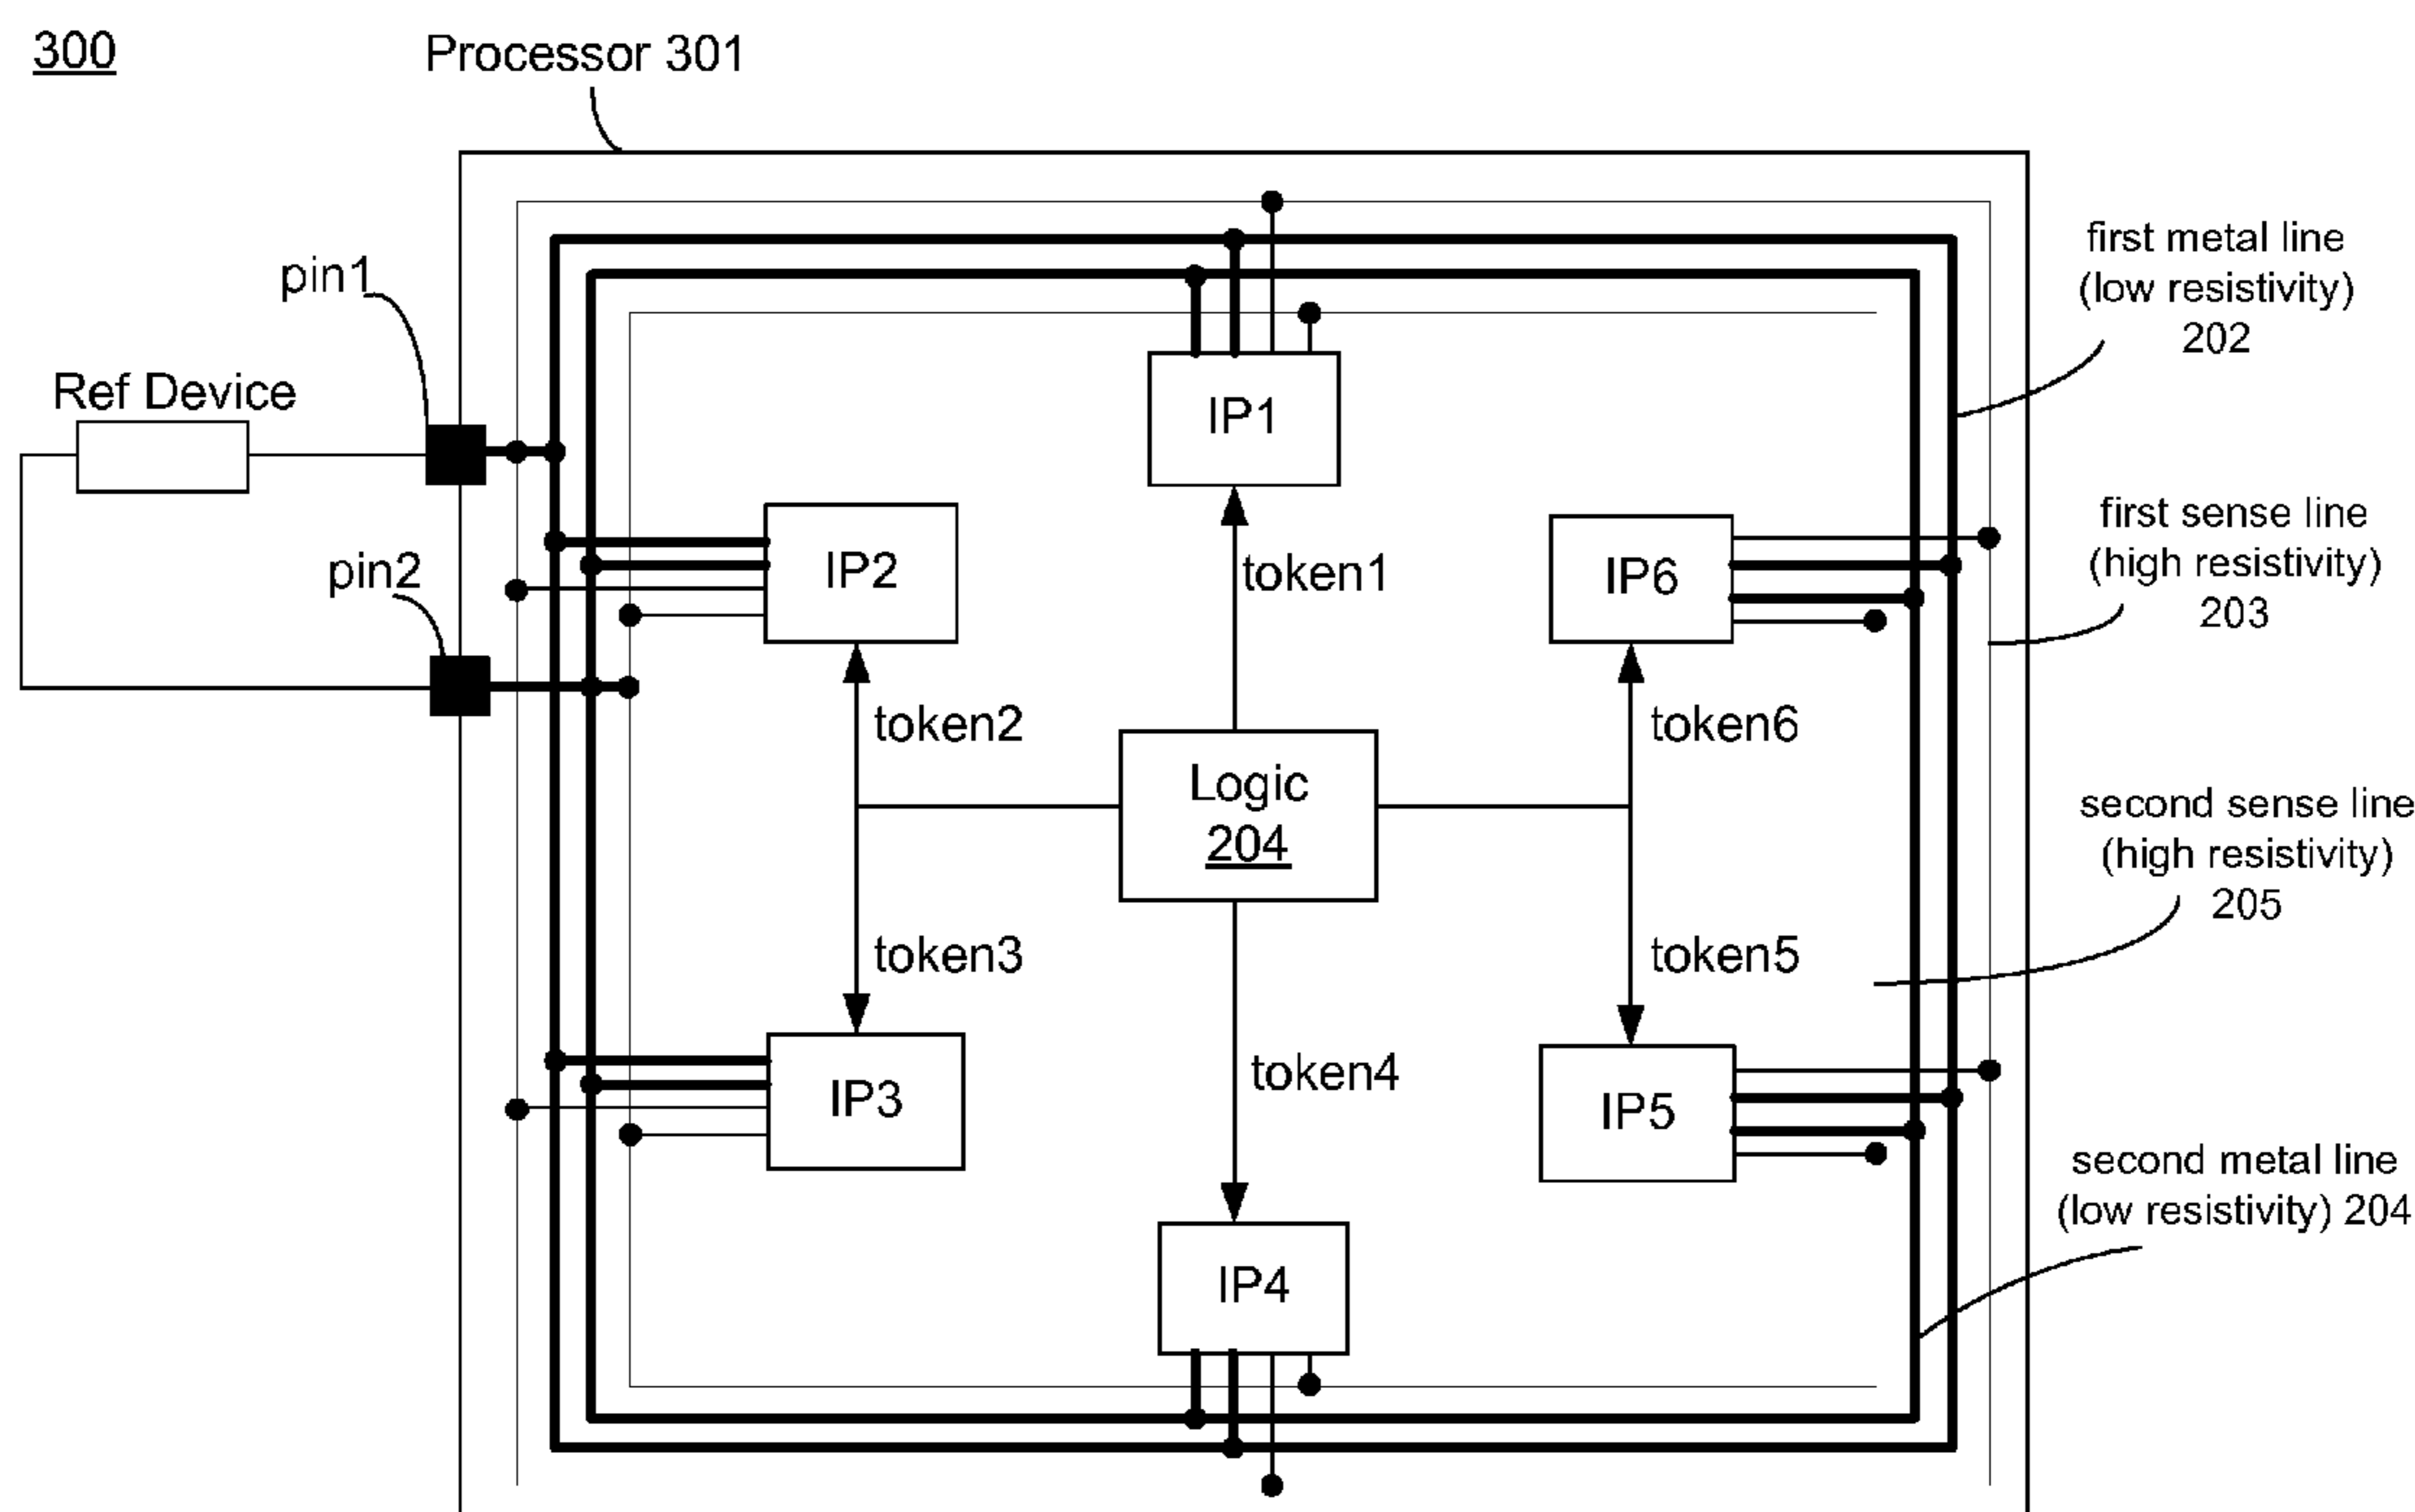 300
Processor 301
first metal line
(low resistivity)
202
pin1
Ref Device
IP1
first sense line
(high resistivity)
203
pin2
IP2
token1
IP6
token2
token6
Logic
204
second sense line
(high resistivity)
205
token3
token5
IP3
token4
IP5
second metal line
(low resistivity) 204
IP4